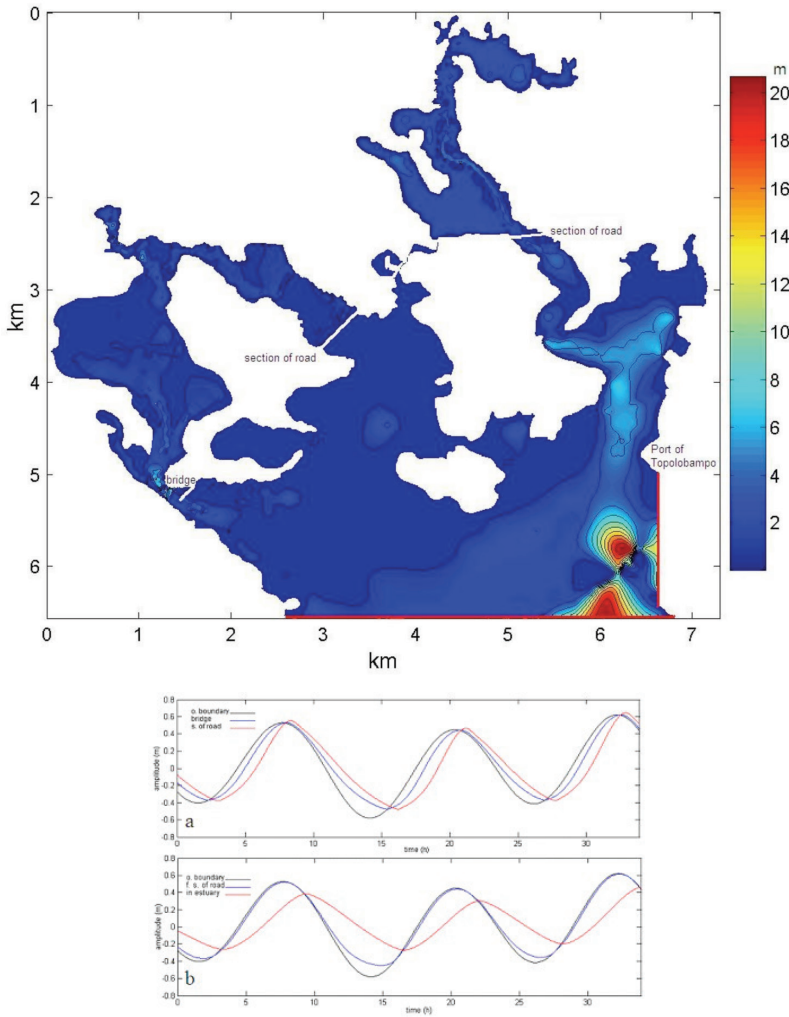 0
1
2
3
4
5
6
km
0
1
2
3
4
5
6
7
km
section of road
section of road
bridge
Port of
Topolobampo
m
20
18
16
14
12
10
8
6
4
2
0.8
0.6
0.4
0.2
0
-0.2
-0.4
-0.6
-0.8
amplitude (m)
o. boundary
bridge
s. of road
a
0
5
10
15
20
25
30
time (h)
0.8
0.6
0.4
0.2
0
-0.2
-0.4
-0.6
-0.8
amplitude (m)
o. boundary
f. s. of road
in estuary
b
0
5
10
15
20
25
30
time (h)